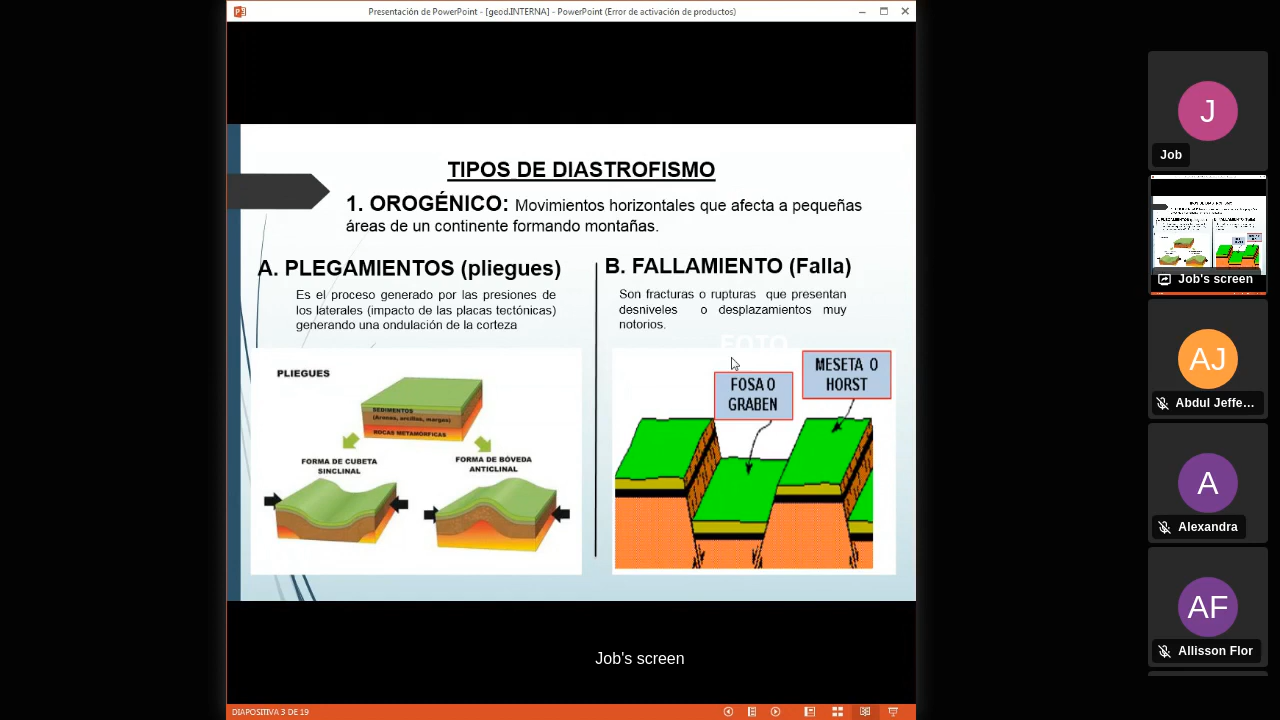 Presentación de PowerPoint - [geod.INTERNA] - PowerPoint (Error de activación de productos)
TIPOS DE DIASTROFISMO
1. OROGÉNICO: Movimientos horizontales que afecta a pequeñas
áreas de un continente formando montañas.
A. PLEGAMIENTOS (pliegues)
Es el proceso generado por las presiones de
los laterales (impacto de las placas tectónicas)
generando una ondulación de la corteza
PLIEGUES
SEDIMENTOS
(Arenas, arcillas, margas)
ROCAS METAMÓRFICAS
FORMA DE CUBETA
SINCLINAL
FORMA DE BÓVEDA
ANTICLINAL
B. FALLAMIENTO (Falla)
Son fracturas o rupturas que presentan
desniveles o desplazamientos muy
notorios.
FOTO
FOSA O
GRABEN
MESETA O
HORST
Job's screen
DIAPOSITIVA 3 DE 19
J
Job
Job's screen
AJ
Abdul Jeffe...
A
Alexandra
AF
Allisson Flor